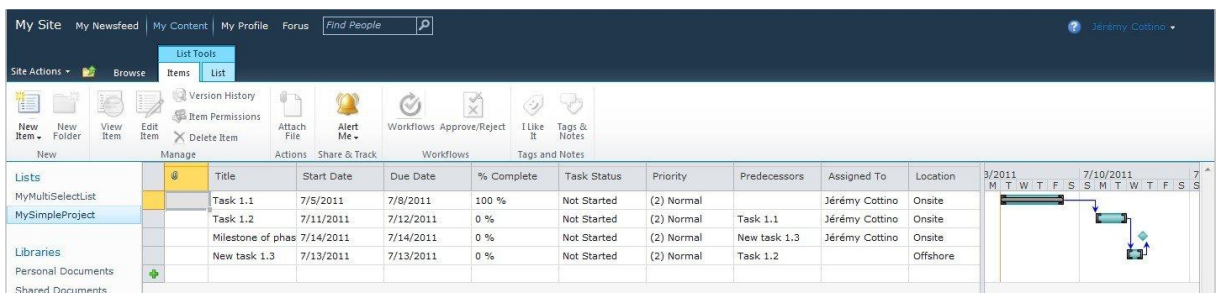 My Site My Newsfeed | My Content | My Profile Forus Find People
Jérémy Cottino
List Tools
Site Actions Browse Items List
Version History
Item Permissions
Delete Item
New Item New Folder View Item Edit Item Attach File Alert Me Workflows Approve/Reject I Like It Tags & Notes
New Manage Actions Share & Track Workflows Tags and Notes
Lists
MyMultiSelectList
MySimpleProject
Libraries
Personal Documents
Shared Documents
Title Start Date Due Date % Complete Task Status Priority Predecessors Assigned To Location
Task 1.1 7/5/2011 7/8/2011 100 % Not Started (2) Normal Jérémy Cottino Onsite
Task 1.2 7/11/2011 7/12/2011 0 % Not Started (2) Normal Task 1.1 Jérémy Cottino Onsite
Milestone of phas 7/14/2011 7/14/2011 0 % Not Started (2) Normal New task 1.3 Jérémy Cottino Onsite
New task 1.3 7/13/2011 7/13/2011 0 % Not Started (2) Normal Task 1.2 Offshore
3/2011 7/10/2011 7
M T W T F S S M T W T F S S